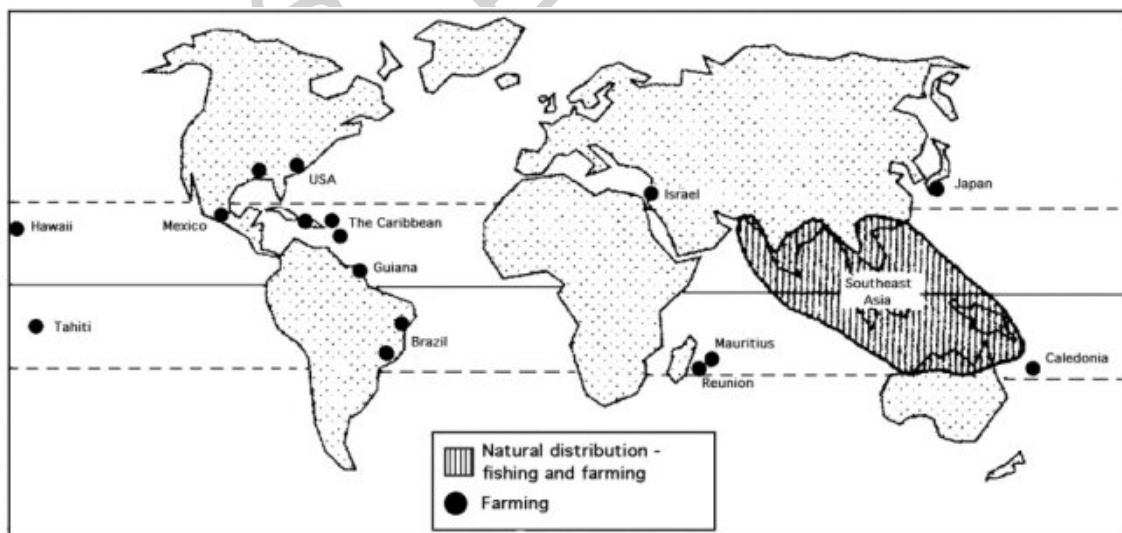 USA
Israel
Japan
Mexico
The Caribbean
Hawaii
Guiana
Southeast
Asia
Tahiti
Brazil
Mauritius
Reunion
Caledonia
Natural distribution -
fishing and farming
Farming